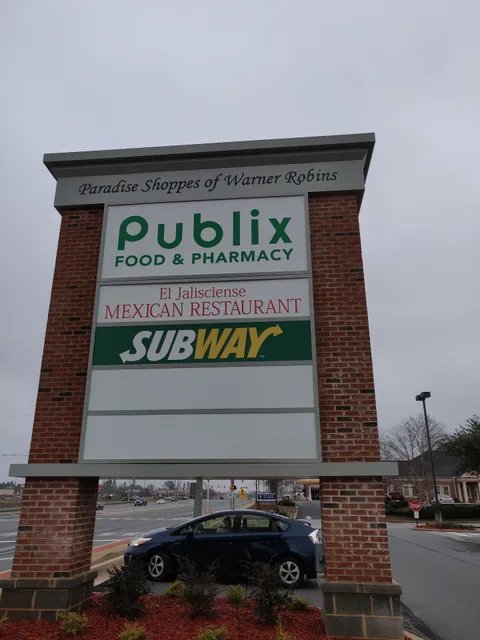 Paradise Shoppes of Warner Robins
Publix
FOOD & PHARMACY
El Jalisciense
MEXICAN RESTAURANT
SUBWAY